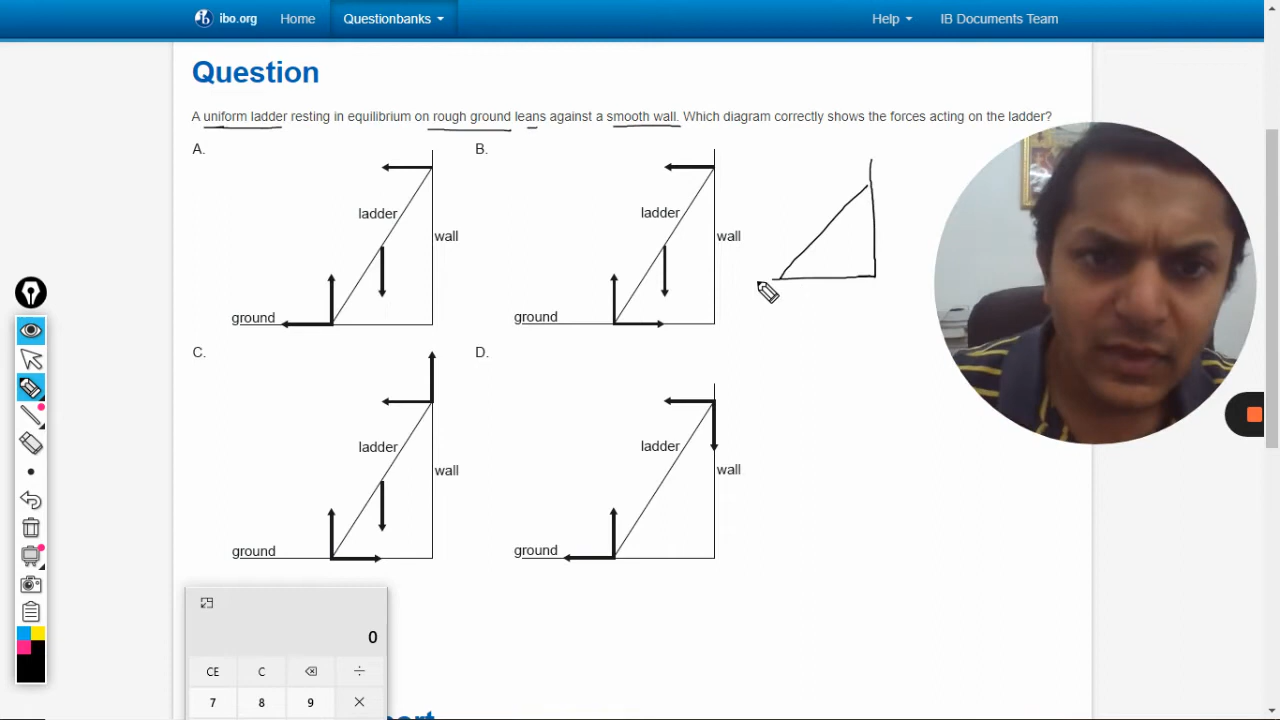 ibo.org Home Questionbanks Help IB Documents Team
Question
A uniform ladder resting in equilibrium on rough ground leans against a smooth wall. Which diagram correctly shows the forces acting on the ladder?
A.
ladder
wall
ground
B.
ladder
wall
ground
C.
ladder
wall
ground
D.
ladder
wall
ground
0
CE C ÷
7 8 9 ×